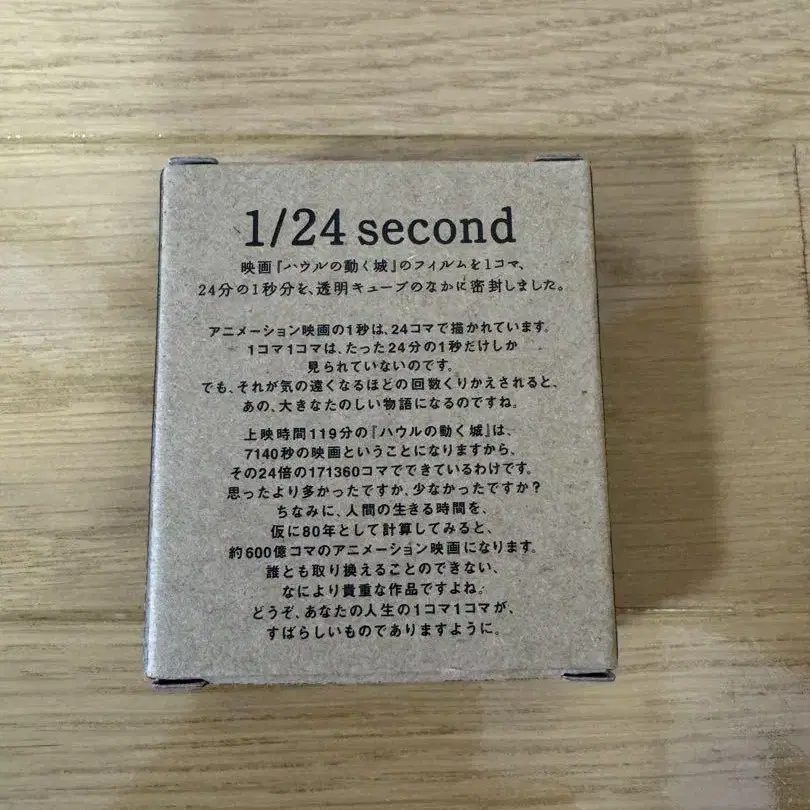 1/24 second
映画『ハウルの動く城』のフィルムを1コマ、
24分の1秒分を、透明キューブのなかに密封しました。
アニメーション映画の1秒は、24コマで描かれています。
1コマ1コマは、たった24分の1秒だけしか
見られていないのです。
でも、それが気の遠くなるほどの回数くりかえされると、
あの、大きなたのしい物語になるのですね。
上映時間119分の『ハウルの動く城』は、
7140秒の映画ということになりますから、
その24倍の171360コマでできているわけです。
思ったより多かったですか、少なかったですか？
ちなみに、人間の生きる時間を、
仮に80年として計算してみると、
約600億コマのアニメーション映画になります。
誰とも取り換えることのできない、
なにより貴重な作品ですよね。
どうぞ、あなたの人生の1コマ1コマが、
すばらしいものでありますように。